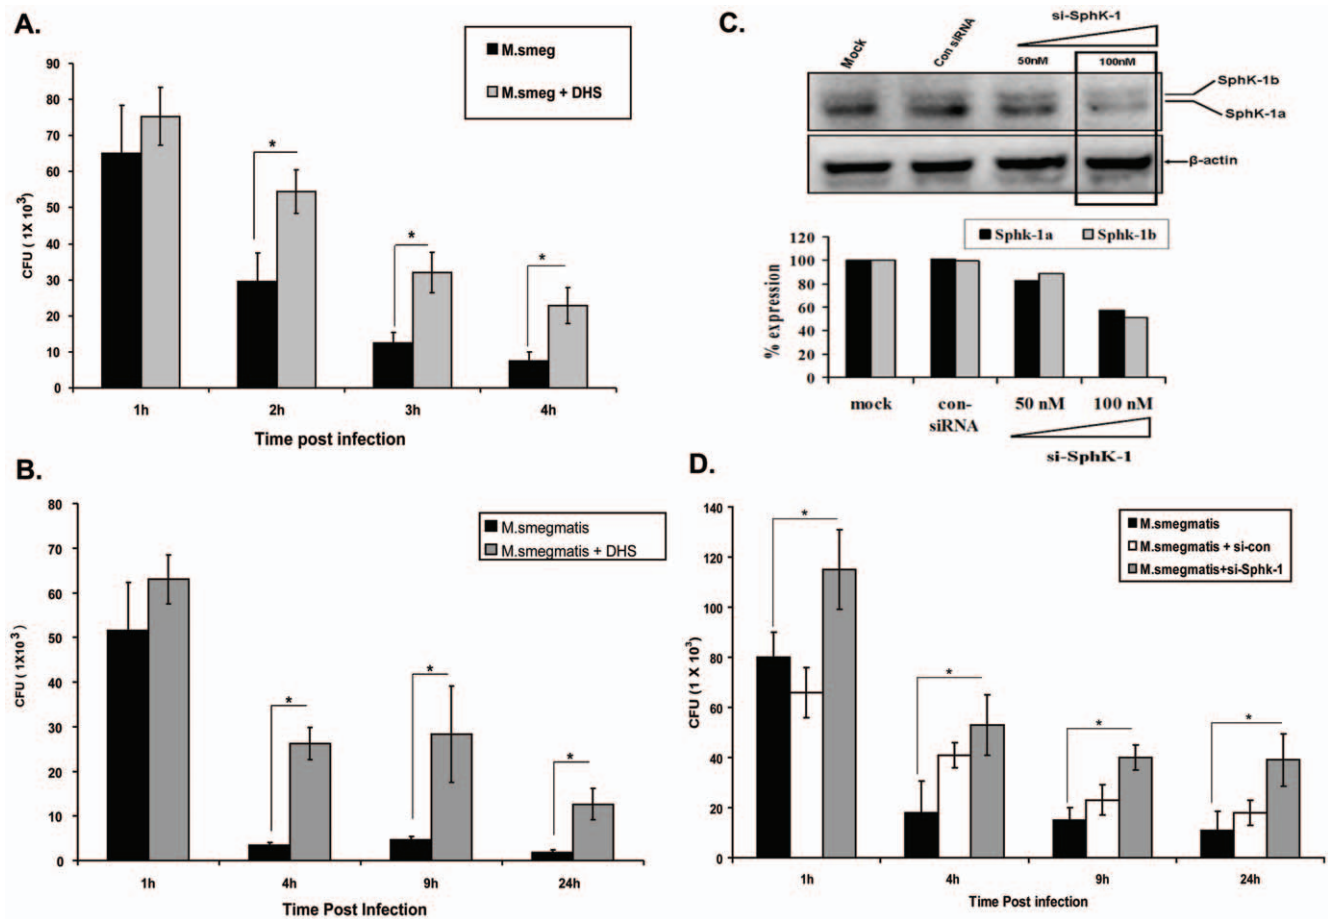 A.
M.smeg
M.smeg + DHS
CFU ( 1X 10³)
90
80
70
60
50
40
30
20
10
0
*
*
*
1h 2h 3h 4h
Time post infection
B.
M.smegmatis
M.smegmatis + DHS
CFU ( 1X10³)
80
70
60
50
40
30
20
10
0
*
*
*
1h 4h 9h 24h
Time Post Infection
C.
si-SphK-1
Mock Con siRNA 50nM 100nM
SphK-1b
SphK-1a
β-actin
Sphk-1a Sphk-1b
% expression
120
100
80
60
40
20
0
mock con- 50 nM 100 nM
siRNA
si-SphK-1
D.
M.smegmatis
M.smegmatis + si-con
M.smegmatis+si-Sphk-1
CFU (1 X 10³)
140
120
100
80
60
40
20
0
*
*
*
*
1h 4h 9h 24h
Time Post infection